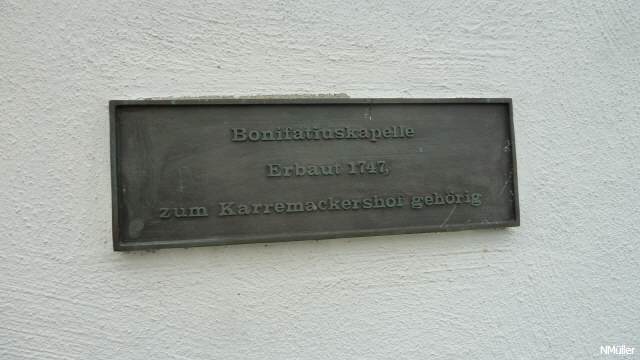 Bonifatiuskapelle
Erbaut 1747,
zum Karremackershof gehörig
NMüller